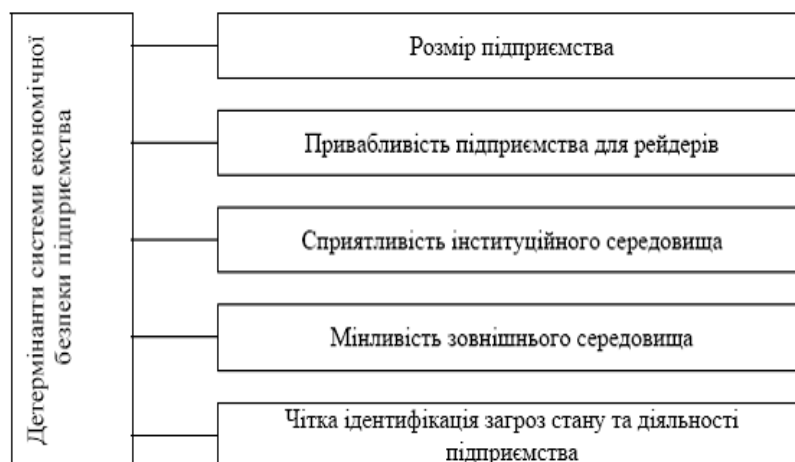 Детермінанти системи економічної
безпеки підприємства
Розмір підприємства
Привабливість підприємства для рейдерів
Сприятливість інституційного середовища
Мінливість зовнішнього середовища
Чітка ідентифікація загроз стану та діяльності
підприємства